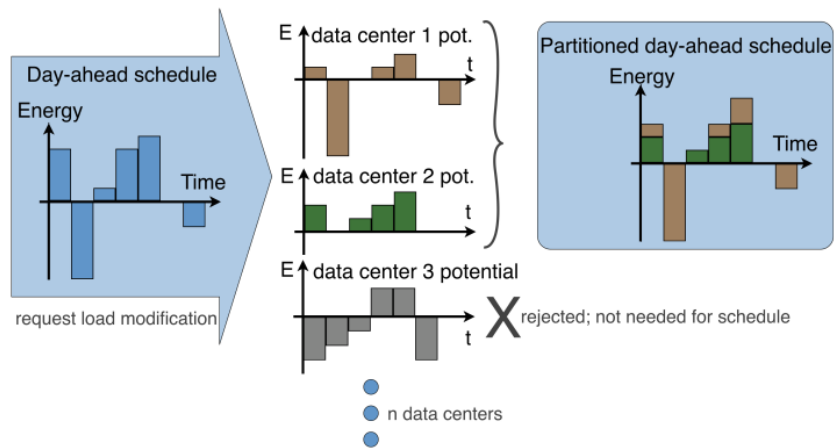 Day-ahead schedule
Energy
Time
request load modification
E
data center 1 pot.
t
E
data center 2 pot.
t
E
data center 3 potential
t
X
rejected; not needed for schedule
n data centers
Partitioned day-ahead schedule
Energy
Time